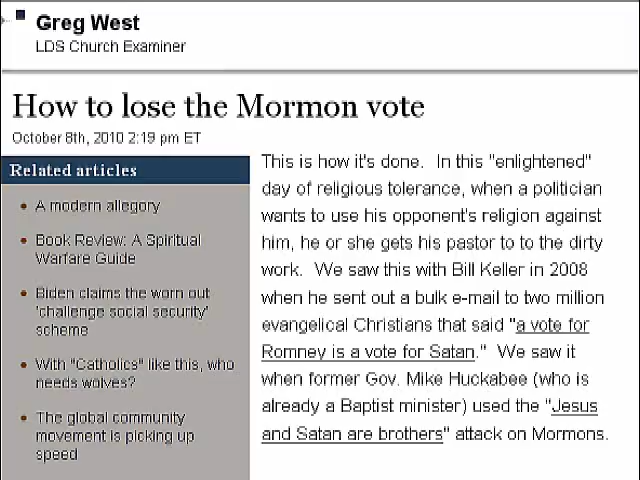 Greg West
LDS Church Examiner
How to lose the Mormon vote
October 8th, 2010 2:19 pm ET
Related articles
A modern allegory
Book Review: A Spiritual
Warfare Guide
Biden claims the worn out
'challenge social security'
scheme
With "Catholics" like this, who
needs wolves?
The global community
movement is picking up
speed
This is how it's done. In this "enlightened"
day of religious tolerance, when a politician
wants to use his opponent's religion against
him, he or she gets his pastor to to the dirty
work. We saw this with Bill Keller in 2008
when he sent out a bulk e-mail to two million
evangelical Christians that said "a vote for
Romney is a vote for Satan." We saw it
when former Gov. Mike Huckabee (who is
already a Baptist minister) used the "Jesus
and Satan are brothers" attack on Mormons.